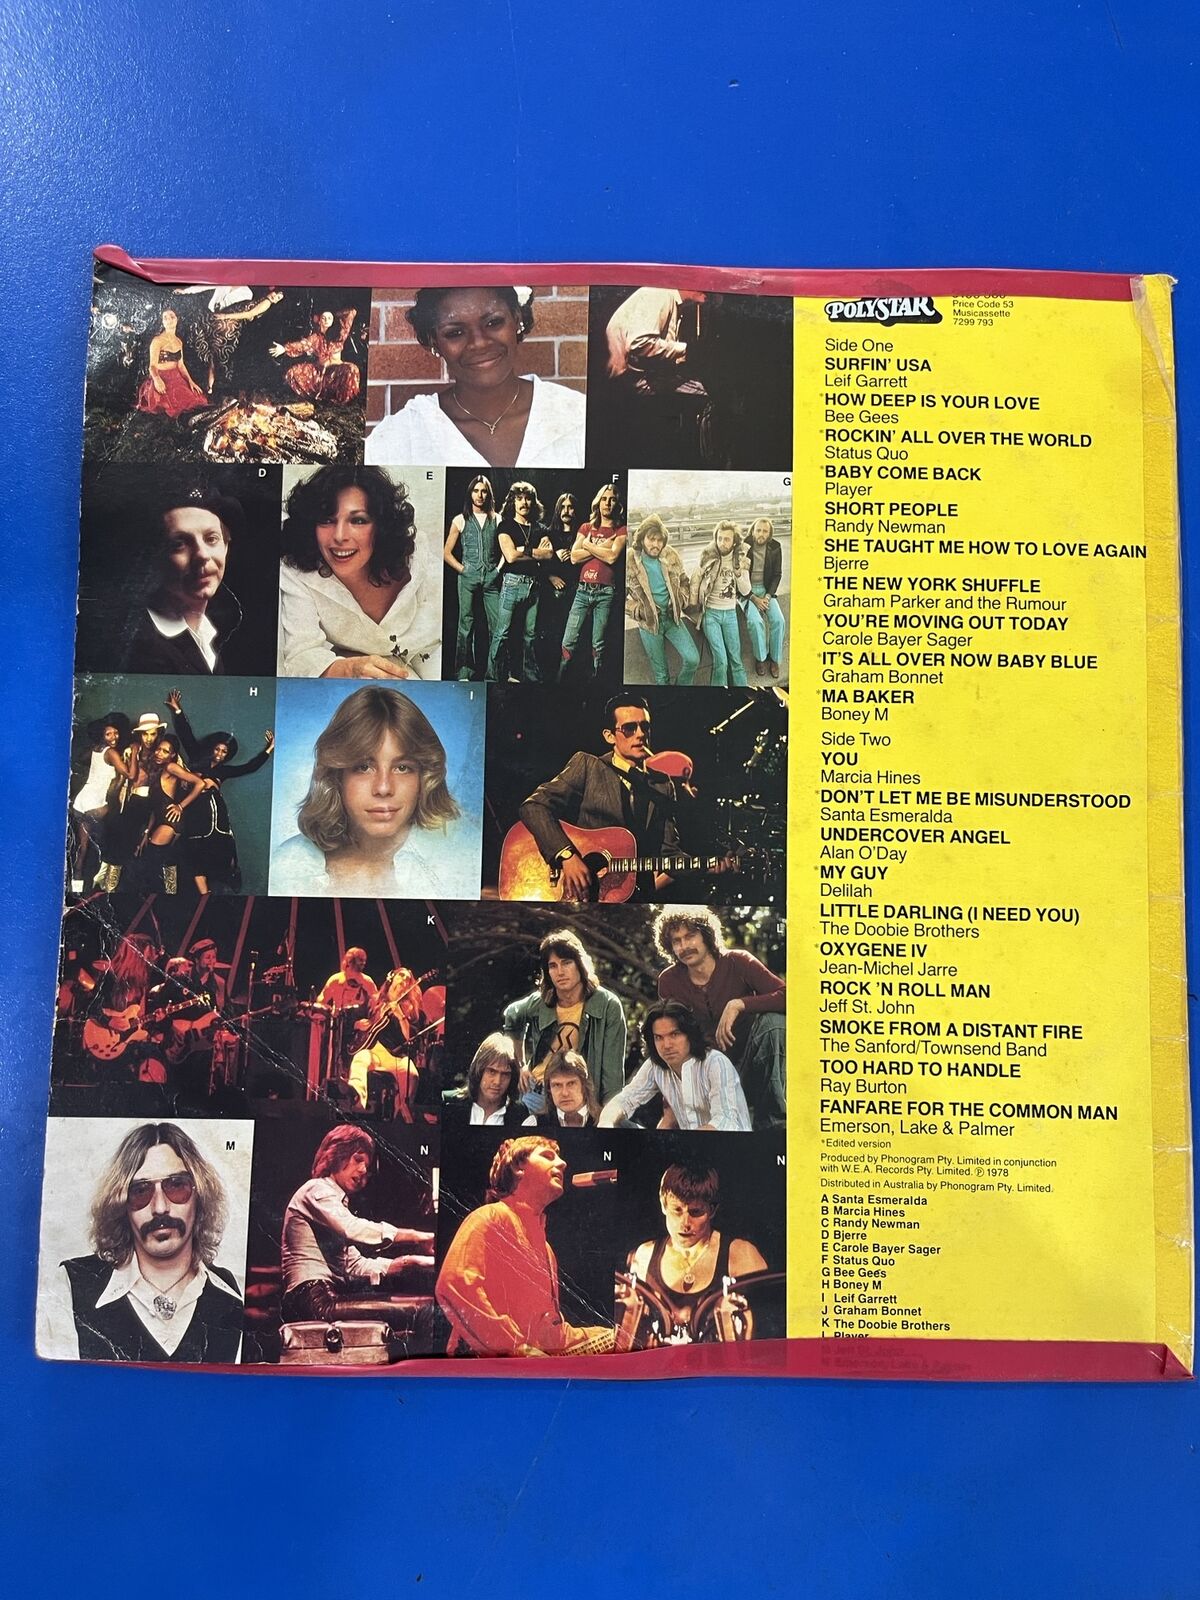 POLYSTAR
Price Code 53
Musicassette
7299 793
Side One
SURFIN' USA
Leif Garrett
*HOW DEEP IS YOUR LOVE
Bee Gees
*ROCKIN' ALL OVER THE WORLD
Status Quo
*BABY COME BACK
Player
SHORT PEOPLE
Randy Newman
SHE TAUGHT ME HOW TO LOVE AGAIN
Bjerre
*THE NEW YORK SHUFFLE
Graham Parker and the Rumour
*YOU'RE MOVING OUT TODAY
Carole Bayer Sager
*IT'S ALL OVER NOW BABY BLUE
Graham Bonnet
*MA BAKER
Boney M
Side Two
YOU
Marcia Hines
*DON'T LET ME BE MISUNDERSTOOD
Santa Esmeralda
UNDERCOVER ANGEL
Alan O'Day
*MY GUY
Delilah
LITTLE DARLING (I NEED YOU)
The Doobie Brothers
*OXYGENE IV
Jean-Michel Jarre
ROCK 'N ROLL MAN
Jeff St. John
SMOKE FROM A DISTANT FIRE
The Sanford/Townsend Band
TOO HARD TO HANDLE
Ray Burton
FANFARE FOR THE COMMON MAN
Emerson, Lake & Palmer
*Edited version
Produced by Phonogram Pty. Limited in conjunction
with W.E.A. Records Pty. Limited. ℗ 1978
Distributed in Australia by Phonogram Pty. Limited.
A Santa Esmeralda
B Marcia Hines
C Randy Newman
D Bjerre
E Carole Bayer Sager
F Status Quo
G Bee Gees
H Boney M
I Leif Garrett
J Graham Bonnet
K The Doobie Brothers
L Player
M Jeff St. John
N Emerson, Lake & Palmer
D
E
F
G
H
I
J
K
L
M
N
N
N